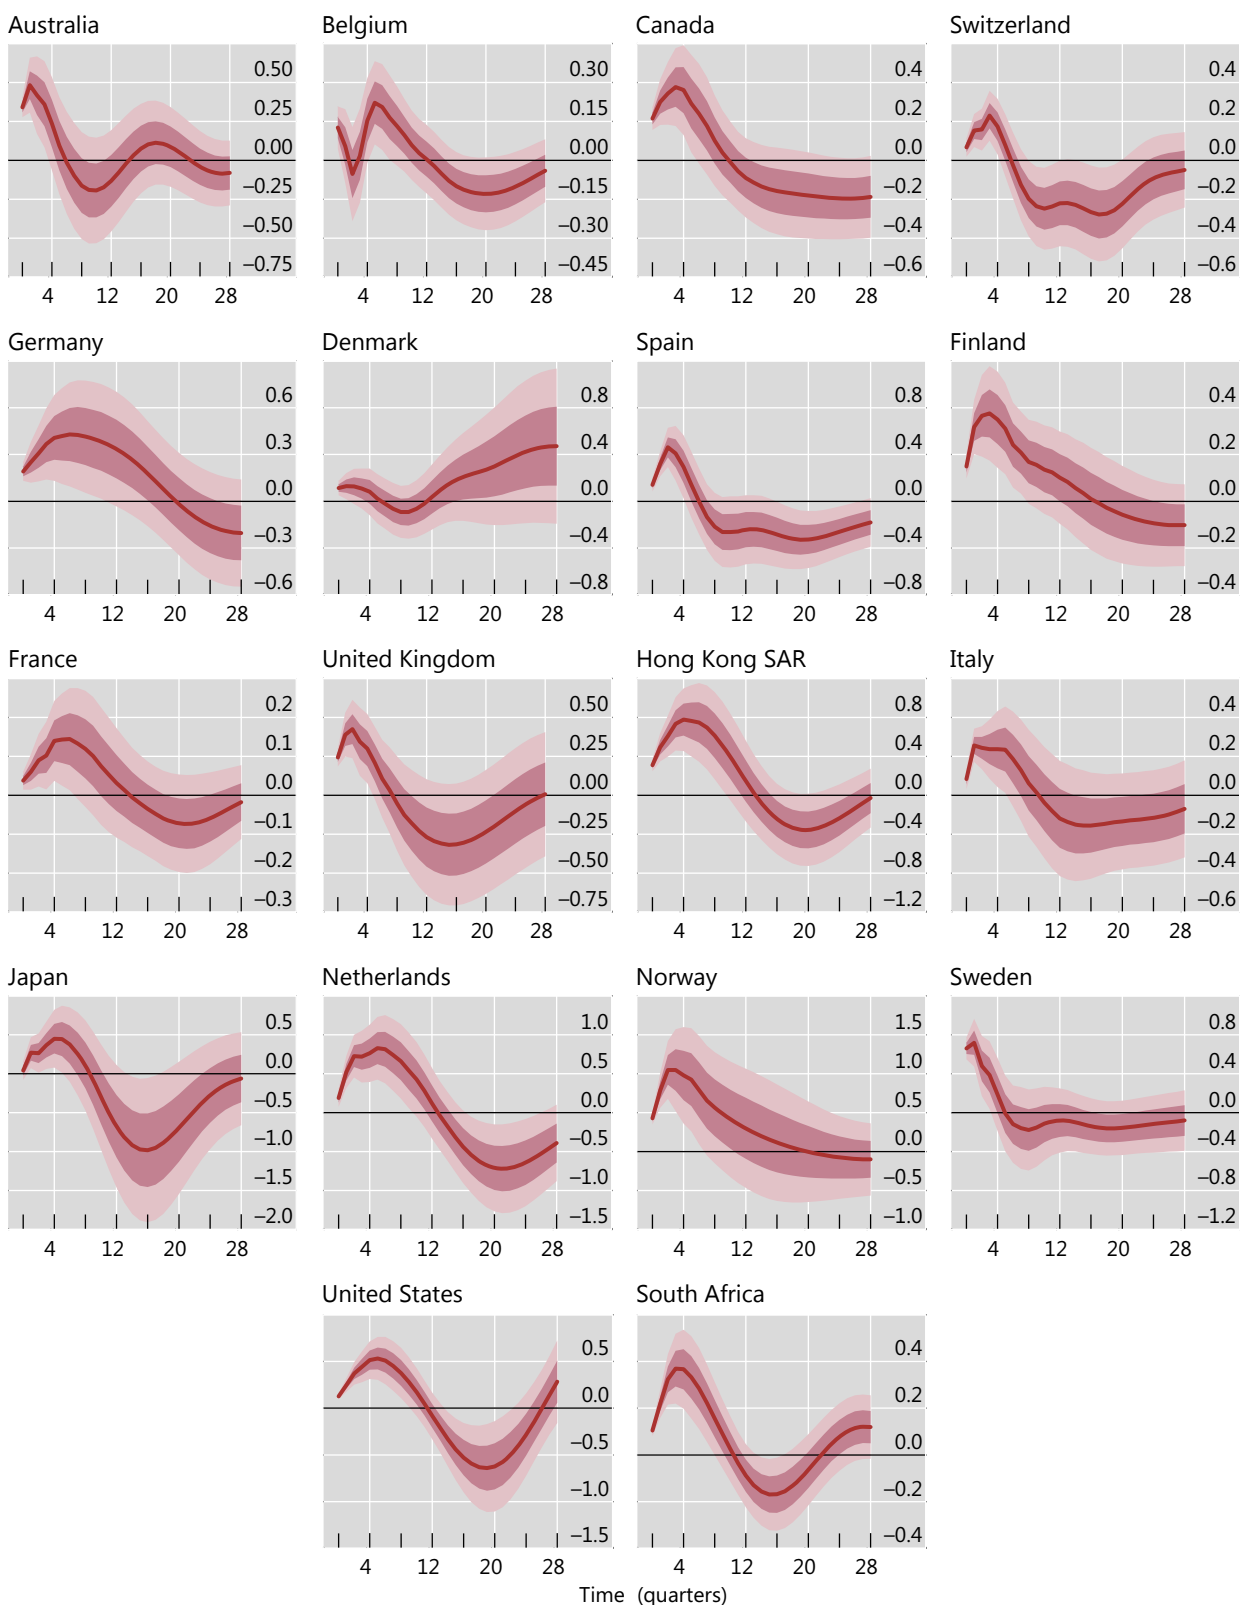 Australia
0.50
0.25
0.00
–0.25
–0.50
–0.75
4 12 20 28
Belgium
0.30
0.15
0.00
–0.15
–0.30
–0.45
4 12 20 28
Canada
0.4
0.2
0.0
–0.2
–0.4
–0.6
4 12 20 28
Switzerland
0.4
0.2
0.0
–0.2
–0.4
–0.6
4 12 20 28
Germany
0.6
0.3
0.0
–0.3
–0.6
4 12 20 28
Denmark
0.8
0.4
0.0
–0.4
–0.8
4 12 20 28
Spain
0.8
0.4
0.0
–0.4
–0.8
4 12 20 28
Finland
0.4
0.2
0.0
–0.2
–0.4
4 12 20 28
France
0.2
0.1
0.0
–0.1
–0.2
–0.3
4 12 20 28
United Kingdom
0.50
0.25
0.00
–0.25
–0.50
–0.75
4 12 20 28
Hong Kong SAR
0.8
0.4
0.0
–0.4
–0.8
–1.2
4 12 20 28
Italy
0.4
0.2
0.0
–0.2
–0.4
–0.6
4 12 20 28
Japan
0.5
0.0
–0.5
–1.0
–1.5
–2.0
4 12 20 28
Netherlands
1.0
0.5
0.0
–0.5
–1.0
–1.5
4 12 20 28
Norway
1.5
1.0
0.5
0.0
–0.5
–1.0
4 12 20 28
Sweden
0.8
0.4
0.0
–0.4
–0.8
–1.2
4 12 20 28
United States
0.5
0.0
–0.5
–1.0
–1.5
4 12 20 28
South Africa
0.4
0.2
0.0
–0.2
–0.4
4 12 20 28
Time (quarters)